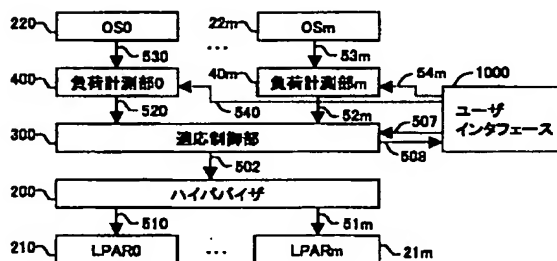 220 OS0 ... 22m OSm
530 53m
400 負荷計測部0 40m 負荷計測部m 54m 1000
520 540 52m
ユーザ
インタフェース
507
300 適応制御部 508
502
200 ハイパバイザ
510 51m
210 LPAR0 ... LPARm 21m